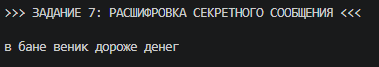 >>> ЗАДАНИЕ 7: РАСШИФРОВКА СЕКРЕТНОГО СООБЩЕНИЯ <<<
в бане веник дороже денег